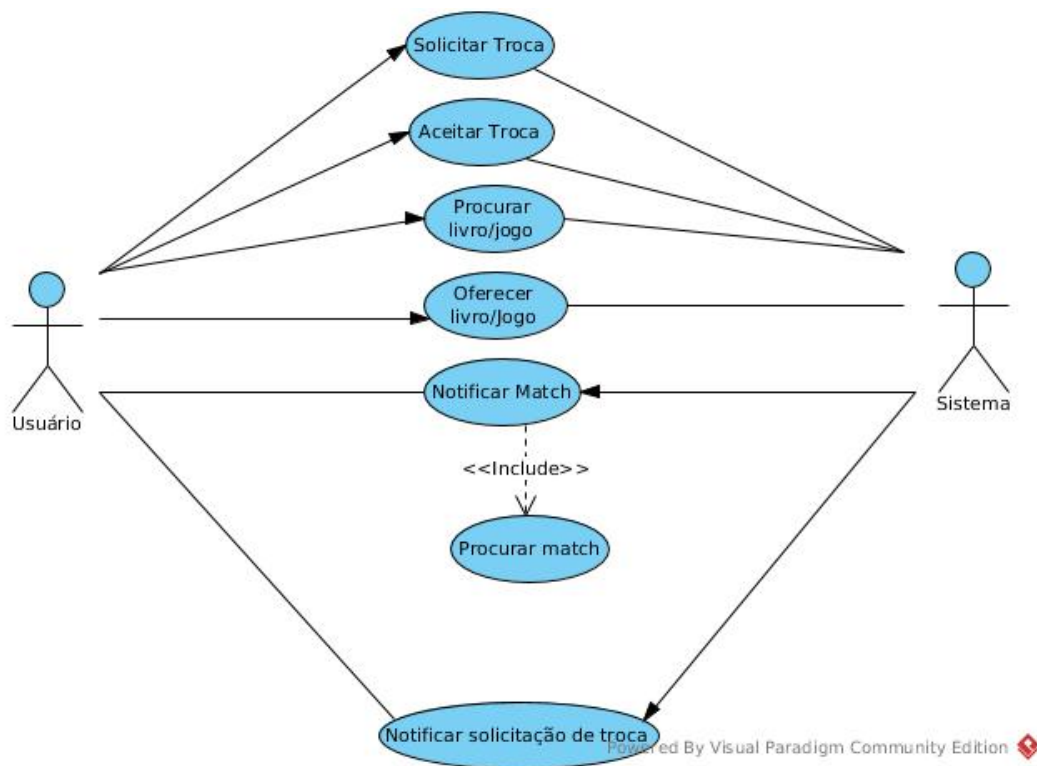 Solicitar Troca
Aceitar Troca
Procurar
livro/jogo
Oferecer
livro/Jogo
Usuário
Notificar Match
Sistema
<<Include>>
Procurar match
Notificar solicitação de troca
Powered By Visual Paradigm Community Edition